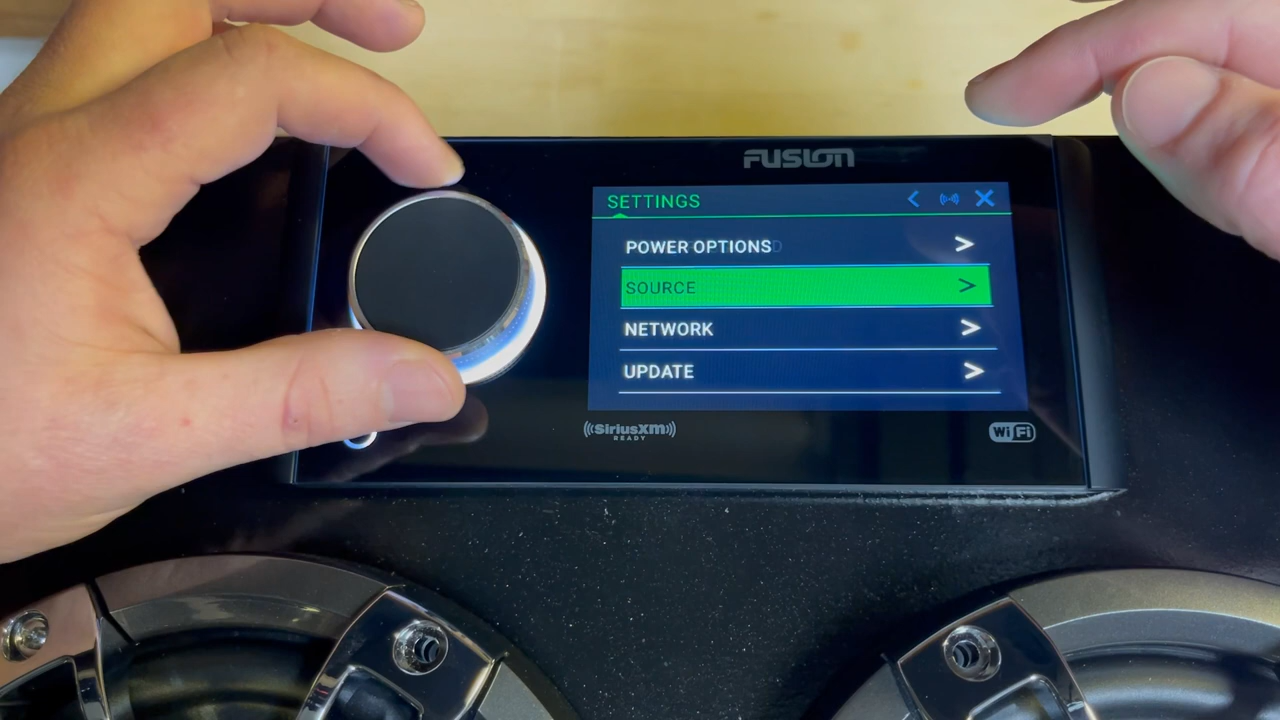 FUSION
SETTINGS
POWER OPTIONS
SOURCE
NETWORK
UPDATE
((SiriusXM))
READY
WiFi